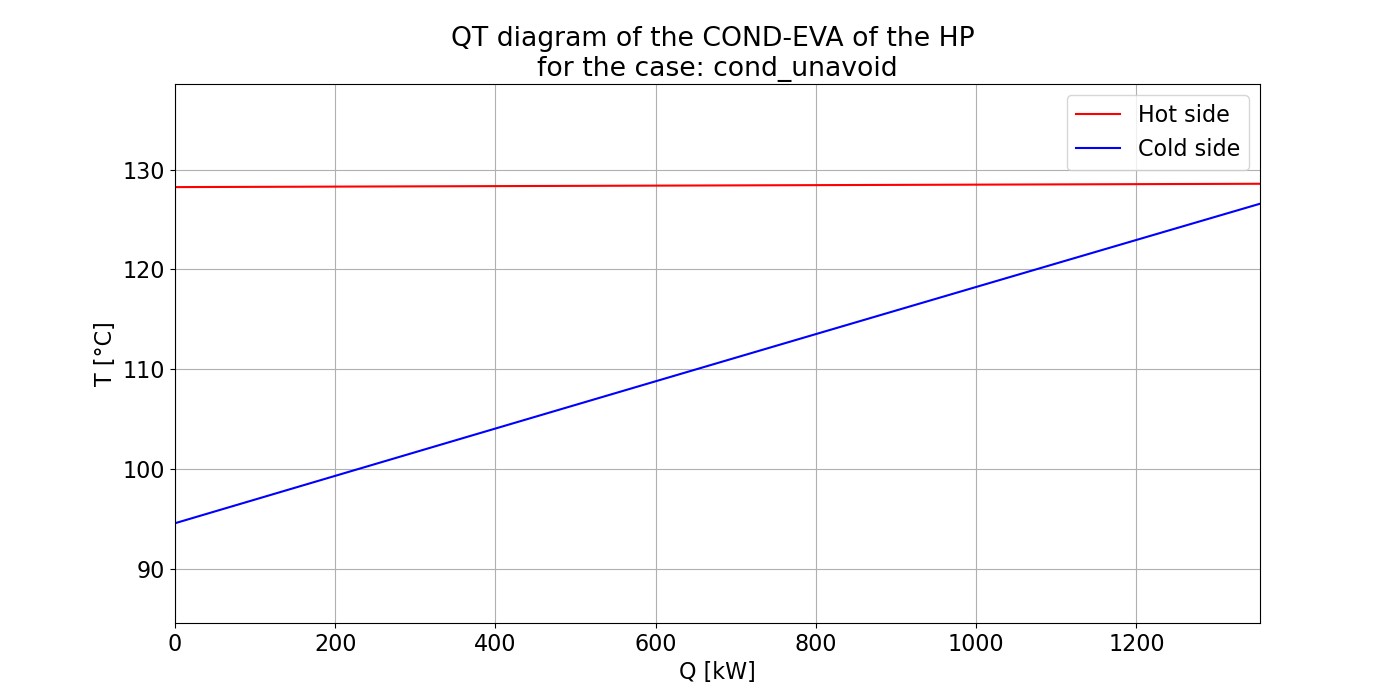 QT diagram of the COND-EVA of the HP
for the case: cond_unavoid
Hot side
Cold side
T [°C]
130
120
110
100
90
0 200 400 600 800 1000 1200
Q [kW]